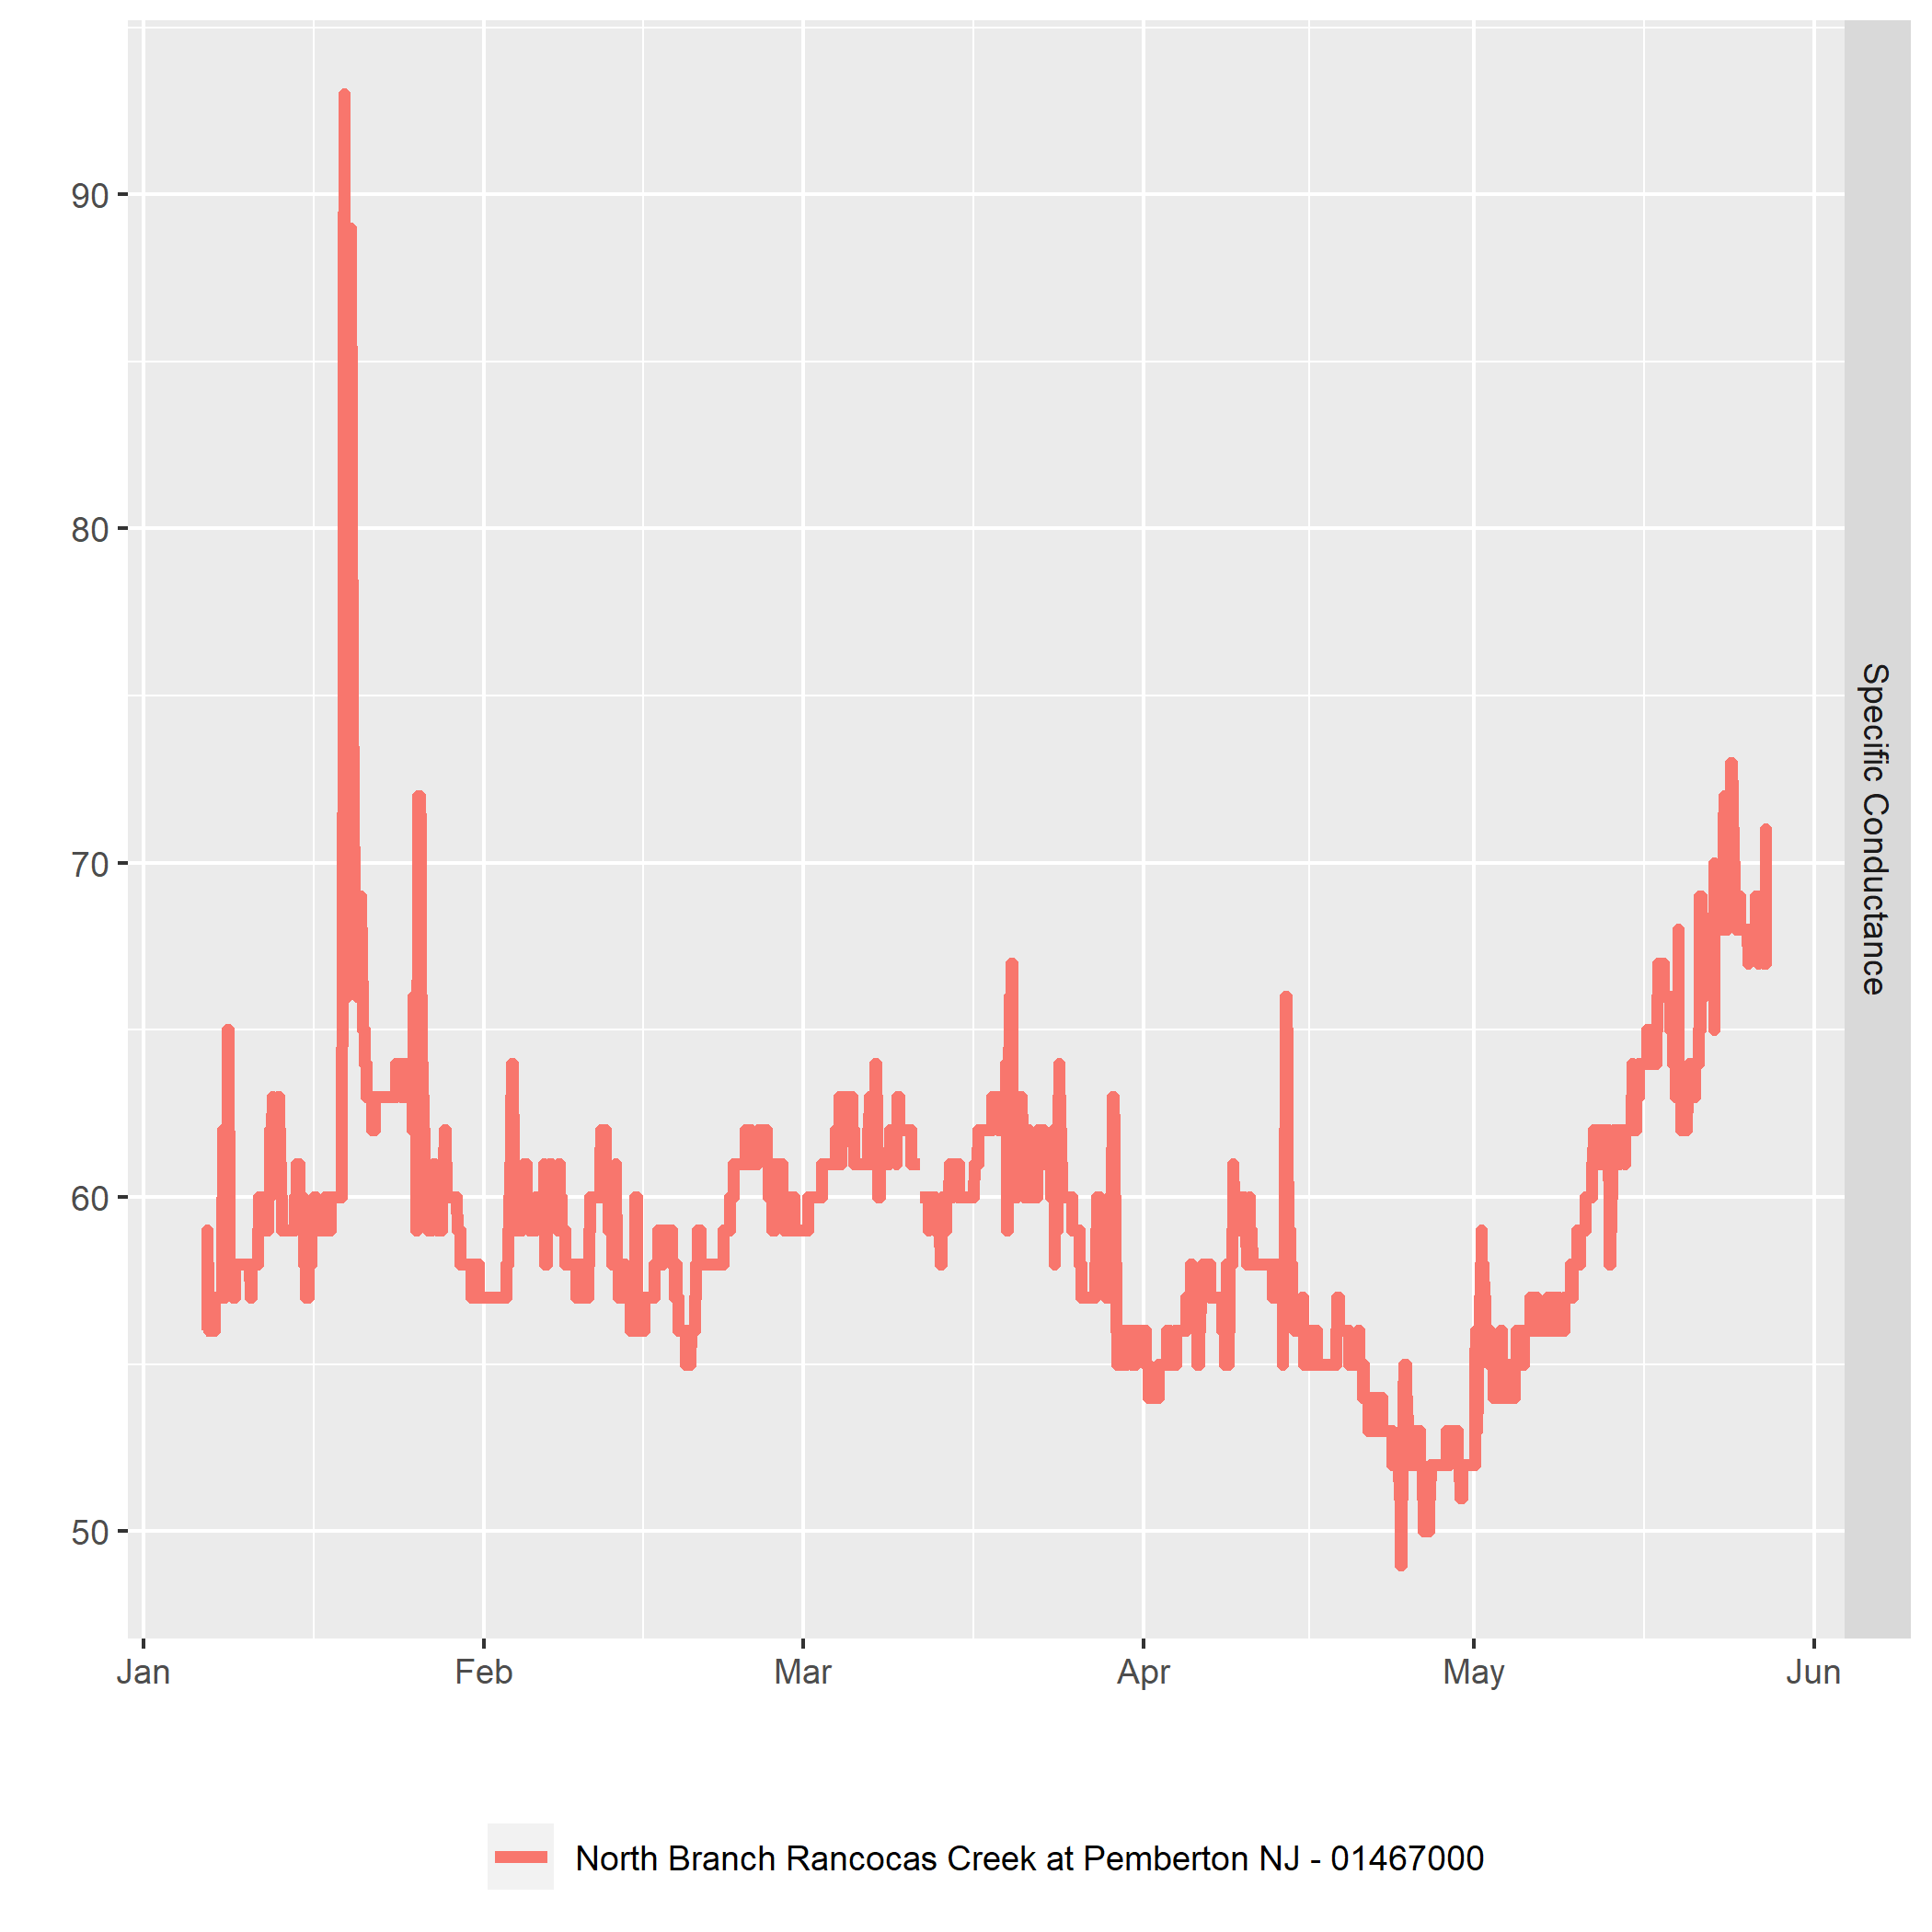 90
80
70
60
50
Specific Conductance
Jan Feb Mar Apr May Jun
North Branch Rancocas Creek at Pemberton NJ - 01467000